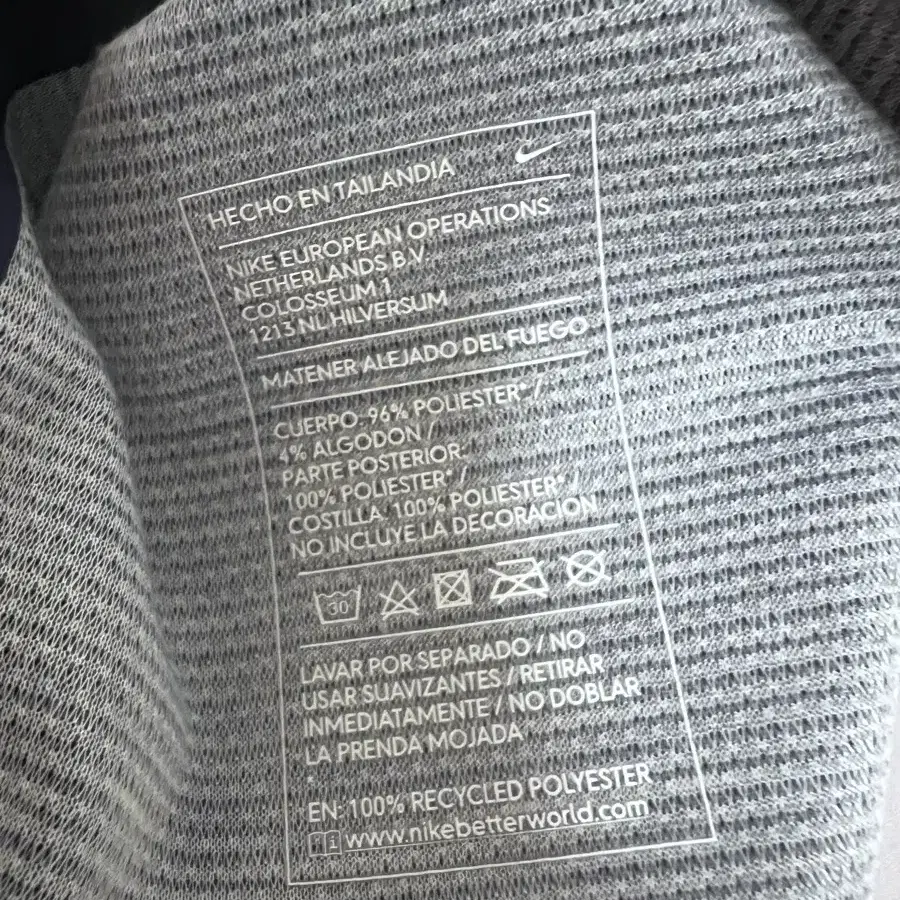 HECHO EN TAILANDIA
NIKE EUROPEAN OPERATIONS
NETHERLANDS B.V
COLOSSEUM 1
1213 NL HILVERSUM
MATENER ALEJADO DEL FUEGO
CUERPO: 96% POLIESTER* /
4% ALGODON /
PARTE POSTERIOR:
100% POLIESTER* /
COSTILLA: 100% POLIESTER* /
NO INCLUYE LA DECORACION
30
LAVAR POR SEPARADO / NO
USAR SUAVIZANTES / RETIRAR
INMEDIATAMENTE / NO DOBLAR
LA PRENDA MOJADA
*
EN: 100% RECYCLED POLYESTER
i www.nikebetterworld.com